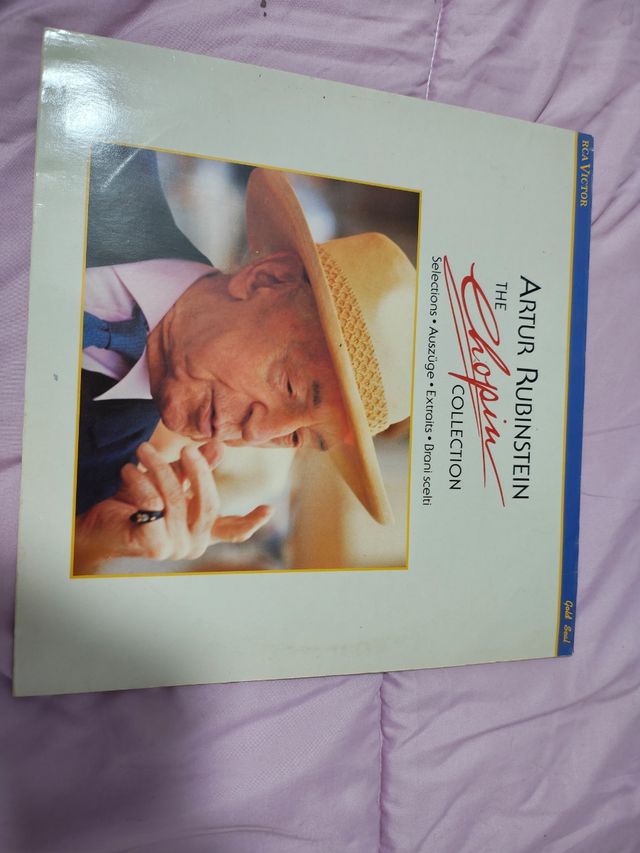 RCA VICTOR
Gold Seal
ARTUR RUBINSTEIN
THE Chopin COLLECTION
Selections • Auszüge • Extraits • Brani scelti